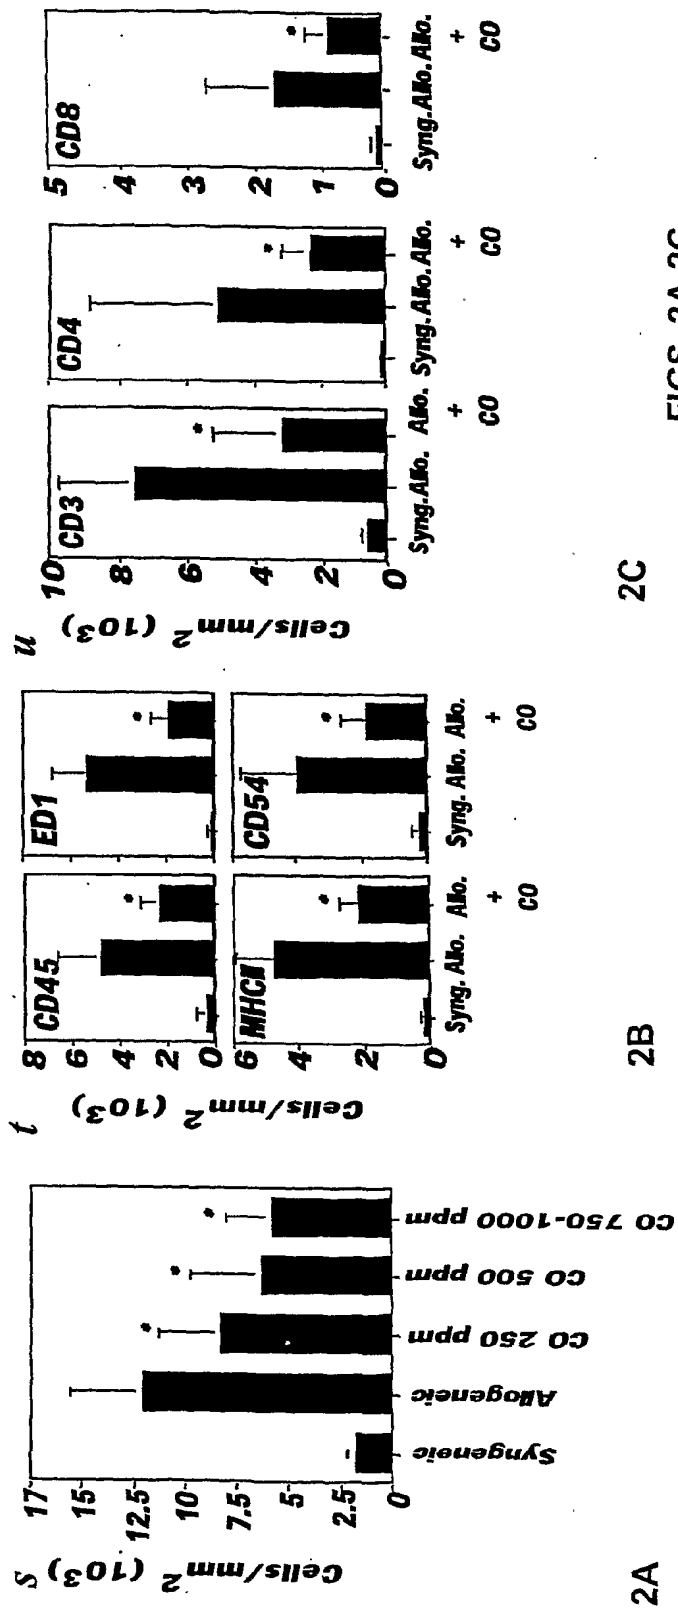 s
Cells/mm² (10³)
17
15
12.5
10
7.5
5
2.5
0
Syngeneic
Allogeneic
CO 250 ppm
CO 500 ppm
CO 750-1000 ppm
*
*
*
2A
t
Cells/mm² (10³)
CD45
8
6
4
2
0
*
ED1
*
MHCII
6
4
2
0
*
Syng. Allo. Allo.
+
CO
CD54
*
Syng. Allo. Allo.
+
CO
2B
u
Cells/mm² (10³)
CD3
10
8
6
4
2
0
*
Syng. Allo. Allo.
+
CO
CD4
*
Syng. Allo. Allo.
+
CO
CD8
5
4
3
2
1
0
*
Syng. Allo. Allo.
+
CO
2C